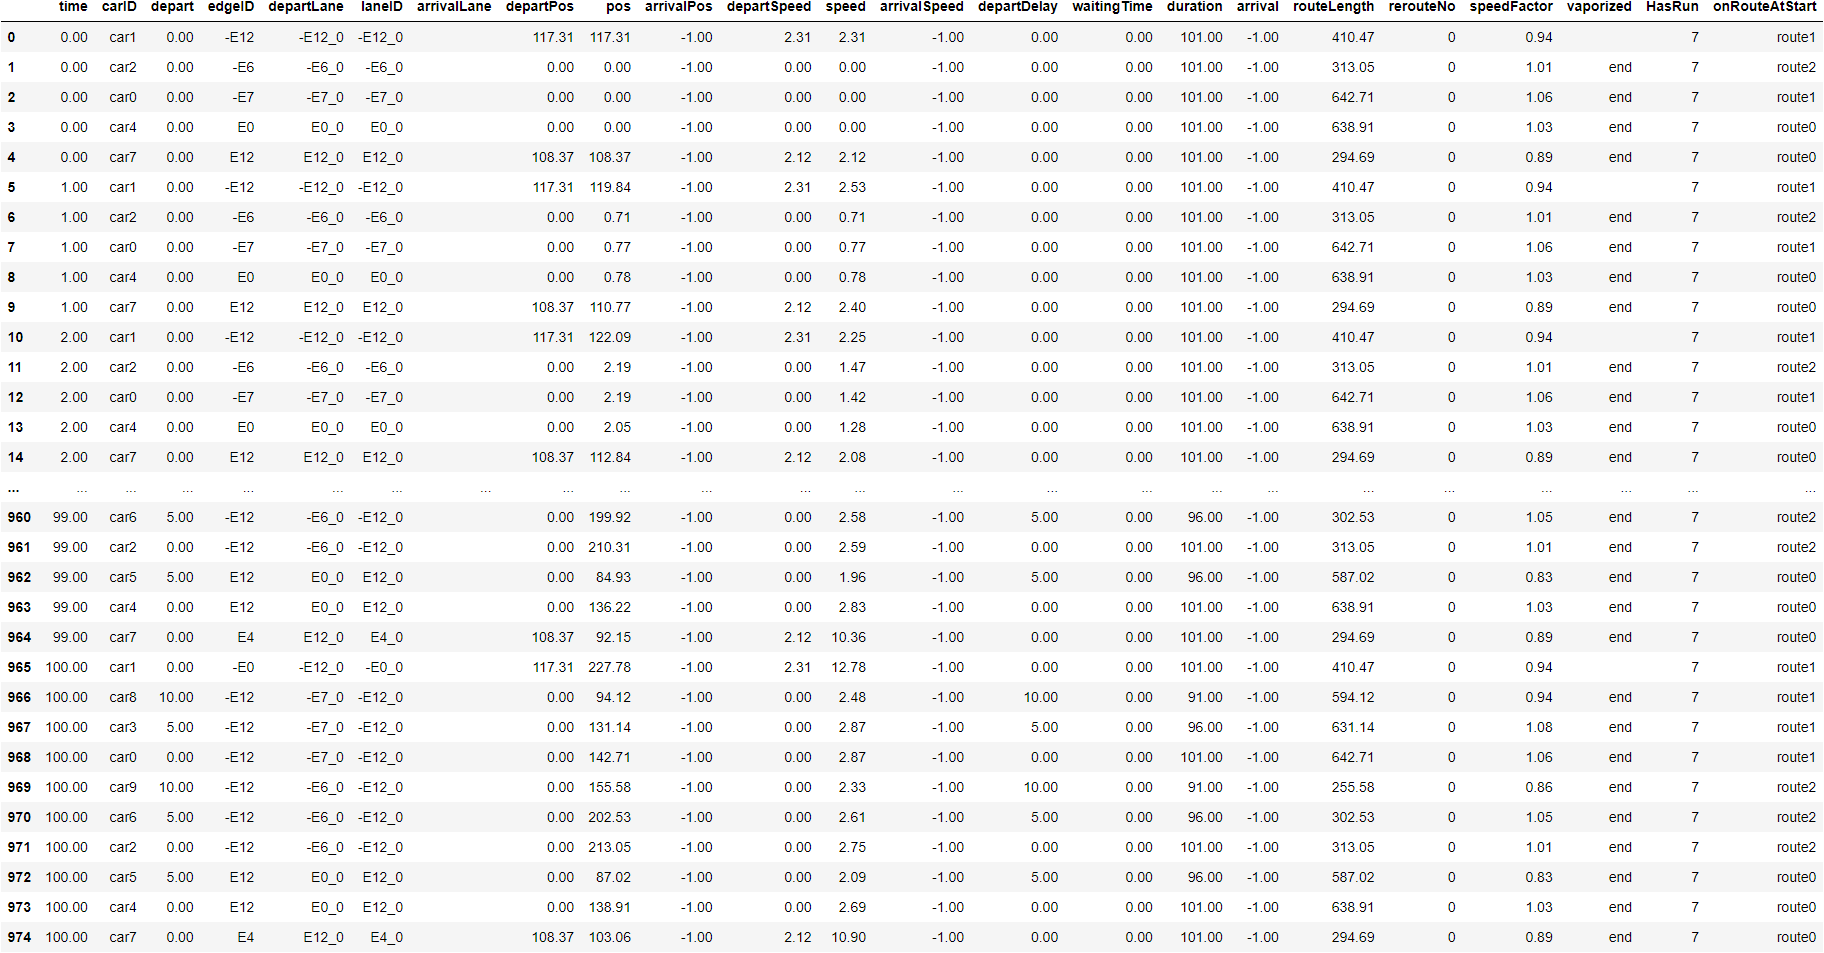 time carID depart edgeID departLane laneID arrivalLane departPos pos arrivalPos departSpeed speed arrivalSpeed departDelay waitingTime duration arrival routeLength rerouteNo speedFactor vaporized HasRun onRouteAtStart
0 0.00 car1 0.00 -E12 -E12_0 -E12_0 117.31 117.31 -1.00 2.31 2.31 -1.00 0.00 0.00 101.00 -1.00 410.47 0 0.94 7 route1
1 0.00 car2 0.00 -E6 -E6_0 -E6_0 0.00 0.00 -1.00 0.00 0.00 -1.00 0.00 0.00 101.00 -1.00 313.05 0 1.01 end 7 route2
2 0.00 car0 0.00 -E7 -E7_0 -E7_0 0.00 0.00 -1.00 0.00 0.00 -1.00 0.00 0.00 101.00 -1.00 642.71 0 1.06 end 7 route1
3 0.00 car4 0.00 E0 E0_0 E0_0 0.00 0.00 -1.00 0.00 0.00 -1.00 0.00 0.00 101.00 -1.00 638.91 0 1.03 end 7 route0
4 0.00 car7 0.00 E12 E12_0 E12_0 108.37 108.37 -1.00 2.12 2.12 -1.00 0.00 0.00 101.00 -1.00 294.69 0 0.89 end 7 route0
5 1.00 car1 0.00 -E12 -E12_0 -E12_0 117.31 119.84 -1.00 2.31 2.53 -1.00 0.00 0.00 101.00 -1.00 410.47 0 0.94 7 route1
6 1.00 car2 0.00 -E6 -E6_0 -E6_0 0.00 0.71 -1.00 0.00 0.71 -1.00 0.00 0.00 101.00 -1.00 313.05 0 1.01 end 7 route2
7 1.00 car0 0.00 -E7 -E7_0 -E7_0 0.00 0.77 -1.00 0.00 0.77 -1.00 0.00 0.00 101.00 -1.00 642.71 0 1.06 end 7 route1
8 1.00 car4 0.00 E0 E0_0 E0_0 0.00 0.78 -1.00 0.00 0.78 -1.00 0.00 0.00 101.00 -1.00 638.91 0 1.03 end 7 route0
9 1.00 car7 0.00 E12 E12_0 E12_0 108.37 110.77 -1.00 2.12 2.40 -1.00 0.00 0.00 101.00 -1.00 294.69 0 0.89 end 7 route0
10 2.00 car1 0.00 -E12 -E12_0 -E12_0 117.31 122.09 -1.00 2.31 2.25 -1.00 0.00 0.00 101.00 -1.00 410.47 0 0.94 7 route1
11 2.00 car2 0.00 -E6 -E6_0 -E6_0 0.00 2.19 -1.00 0.00 1.47 -1.00 0.00 0.00 101.00 -1.00 313.05 0 1.01 end 7 route2
12 2.00 car0 0.00 -E7 -E7_0 -E7_0 0.00 2.19 -1.00 0.00 1.42 -1.00 0.00 0.00 101.00 -1.00 642.71 0 1.06 end 7 route1
13 2.00 car4 0.00 E0 E0_0 E0_0 0.00 2.05 -1.00 0.00 1.28 -1.00 0.00 0.00 101.00 -1.00 638.91 0 1.03 end 7 route0
14 2.00 car7 0.00 E12 E12_0 E12_0 108.37 112.84 -1.00 2.12 2.08 -1.00 0.00 0.00 101.00 -1.00 294.69 0 0.89 end 7 route0
... ... ... ... ... ... ... ... ... ... ... ... ... ... ... ... ... ... ... ... ... ... ... ...
960 99.00 car6 5.00 -E12 -E6_0 -E12_0 0.00 199.92 -1.00 0.00 2.58 -1.00 5.00 0.00 96.00 -1.00 302.53 0 1.05 end 7 route2
961 99.00 car2 0.00 -E12 -E6_0 -E12_0 0.00 210.31 -1.00 0.00 2.59 -1.00 0.00 0.00 101.00 -1.00 313.05 0 1.01 end 7 route2
962 99.00 car5 5.00 E12 E0_0 E12_0 0.00 84.93 -1.00 0.00 1.96 -1.00 5.00 0.00 96.00 -1.00 587.02 0 0.83 end 7 route0
963 99.00 car4 0.00 E12 E0_0 E12_0 0.00 136.22 -1.00 0.00 2.83 -1.00 0.00 0.00 101.00 -1.00 638.91 0 1.03 end 7 route0
964 99.00 car7 0.00 E4 E12_0 E4_0 108.37 92.15 -1.00 2.12 10.36 -1.00 0.00 0.00 101.00 -1.00 294.69 0 0.89 end 7 route0
965 100.00 car1 0.00 -E0 -E12_0 -E0_0 117.31 227.78 -1.00 2.31 12.78 -1.00 0.00 0.00 101.00 -1.00 410.47 0 0.94 7 route1
966 100.00 car8 10.00 -E12 -E7_0 -E12_0 0.00 94.12 -1.00 0.00 2.48 -1.00 10.00 0.00 91.00 -1.00 594.12 0 0.94 end 7 route1
967 100.00 car3 5.00 -E12 -E7_0 -E12_0 0.00 131.14 -1.00 0.00 2.87 -1.00 5.00 0.00 96.00 -1.00 631.14 0 1.08 end 7 route1
968 100.00 car0 0.00 -E12 -E7_0 -E12_0 0.00 142.71 -1.00 0.00 2.87 -1.00 0.00 0.00 101.00 -1.00 642.71 0 1.06 end 7 route1
969 100.00 car9 10.00 -E12 -E6_0 -E12_0 0.00 155.58 -1.00 0.00 2.33 -1.00 10.00 0.00 91.00 -1.00 255.58 0 0.86 end 7 route2
970 100.00 car6 5.00 -E12 -E6_0 -E12_0 0.00 202.53 -1.00 0.00 2.61 -1.00 5.00 0.00 96.00 -1.00 302.53 0 1.05 end 7 route2
971 100.00 car2 0.00 -E12 -E6_0 -E12_0 0.00 213.05 -1.00 0.00 2.75 -1.00 0.00 0.00 101.00 -1.00 313.05 0 1.01 end 7 route2
972 100.00 car5 5.00 E12 E0_0 E12_0 0.00 87.02 -1.00 0.00 2.09 -1.00 5.00 0.00 96.00 -1.00 587.02 0 0.83 end 7 route0
973 100.00 car4 0.00 E12 E0_0 E12_0 0.00 138.91 -1.00 0.00 2.69 -1.00 0.00 0.00 101.00 -1.00 638.91 0 1.03 end 7 route0
974 100.00 car7 0.00 E4 E12_0 E4_0 108.37 103.06 -1.00 2.12 10.90 -1.00 0.00 0.00 101.00 -1.00 294.69 0 0.89 end 7 route0